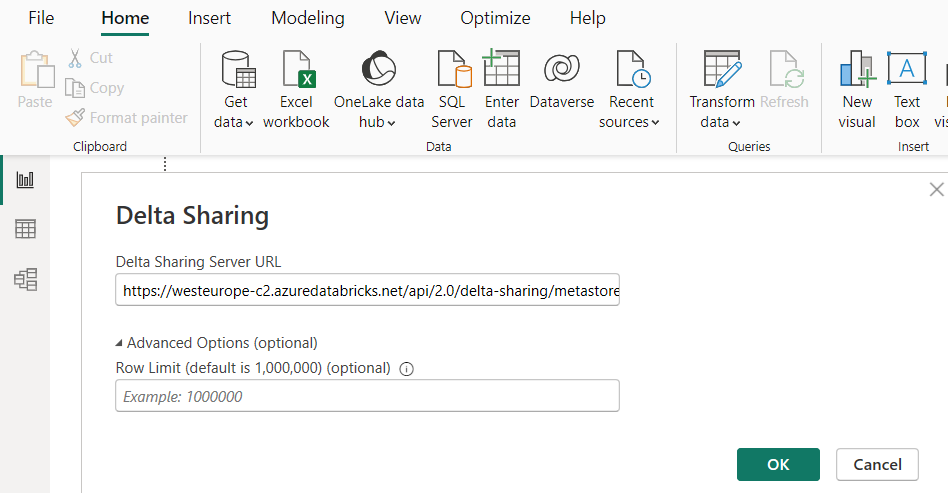 File Home Insert Modeling View Optimize Help
Paste
Cut
Copy
Format painter
Clipboard
Get data
Excel workbook
OneLake data hub
SQL Server
Enter data
Dataverse
Recent sources
Data
Transform data
Refresh
Queries
New visual
Text box
Insert
Delta Sharing
Delta Sharing Server URL
https://westeurope-c2.azuredatabricks.net/api/2.0/delta-sharing/metastore
Advanced Options (optional)
Row Limit (default is 1,000,000) (optional)
Example: 1000000
OK Cancel